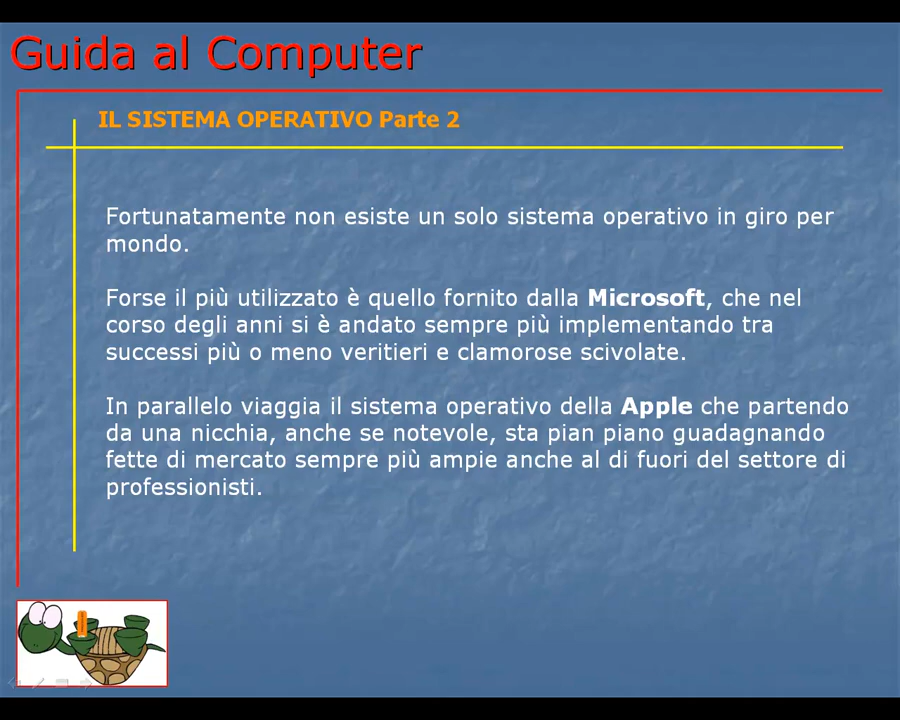 Guida al Computer
IL SISTEMA OPERATIVO Parte 2
Fortunatamente non esiste un solo sistema operativo in giro per
mondo.
Forse il più utilizzato è quello fornito dalla Microsoft, che nel
corso degli anni si è andato sempre più implementando tra
successi più o meno veritieri e clamorose scivolate.
In parallelo viaggia il sistema operativo della Apple che partendo
da una nicchia, anche se notevole, sta pian piano guadagnando
fette di mercato sempre più ampie anche al di fuori del settore di
professionisti.